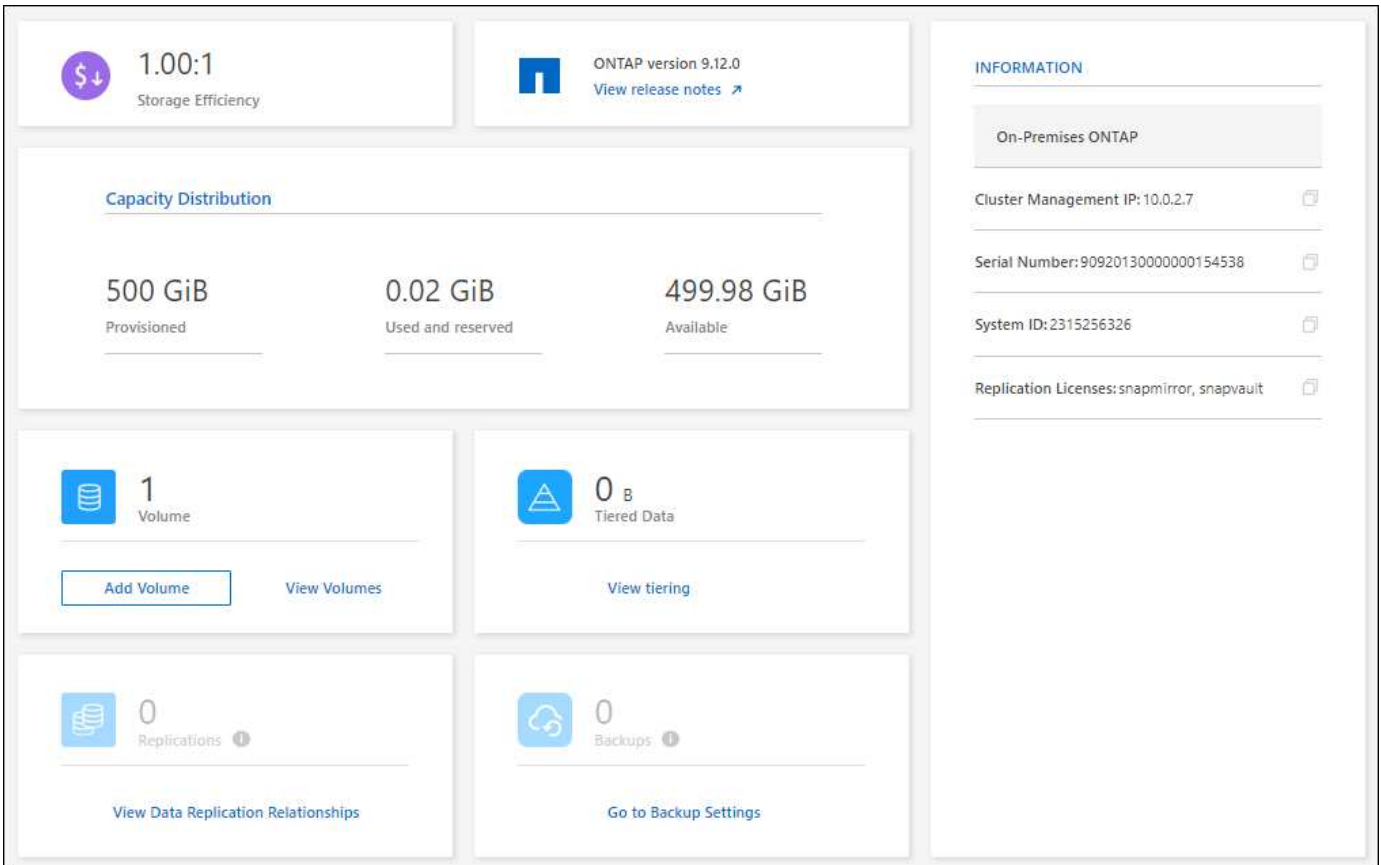 1.00:1
Storage Efficiency
ONTAP version 9.12.0
View release notes
Capacity Distribution
500 GiB
Provisioned
0.02 GiB
Used and reserved
499.98 GiB
Available
1
Volume
Add Volume
View Volumes
0 B
Tiered Data
View tiering
0
Replications
View Data Replication Relationships
0
Backups
Go to Backup Settings
INFORMATION
On-Premises ONTAP
Cluster Management IP: 10.0.2.7
Serial Number: 90920130000000154538
System ID: 2315256326
Replication Licenses: snapmirror, snapvault